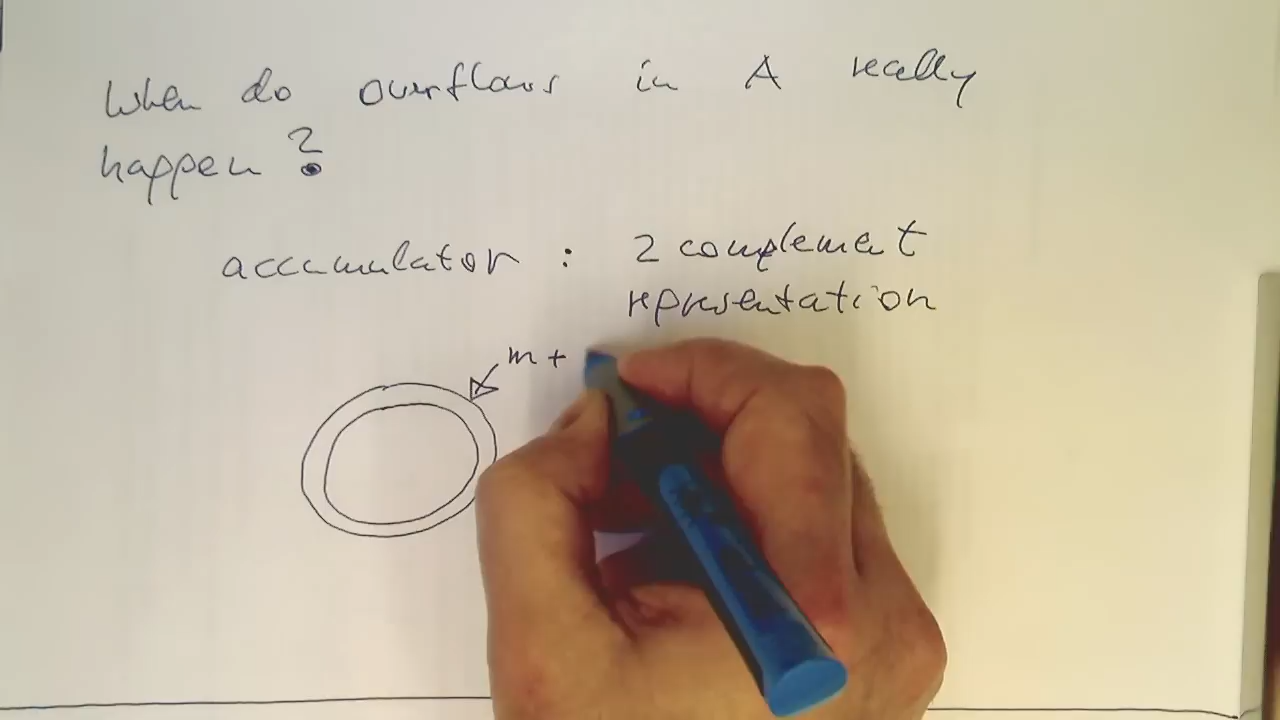 When do overflows in A really
happen ?
accumulator : 2 complement
representation
m +